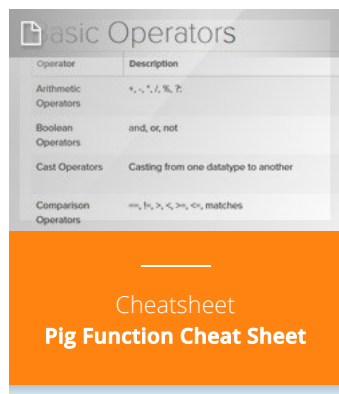 Basic Operators
Operator Description
Arithmetic Operators +, -, *, /, %, ?:
Boolean Operators and, or, not
Cast Operators Casting from one datatype to another
Comparison Operators ==, !=, >, <, >=, <=, matches
Cheatsheet
Pig Function Cheat Sheet